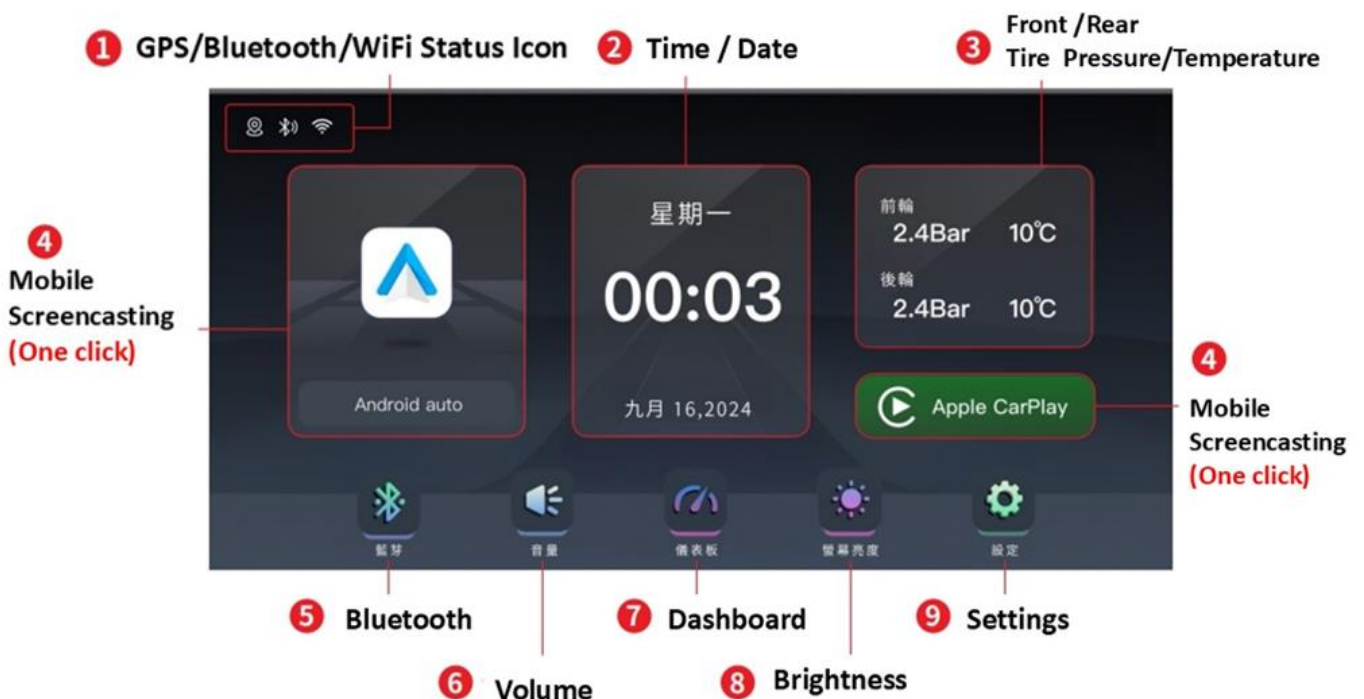 1 GPS/Bluetooth/WiFi Status Icon
2 Time / Date
3 Front /Rear
Tire Pressure/Temperature
4
Mobile
Screencasting
(One click)
Android auto
星期一
00:03
九月 16,2024
前輪
2.4Bar 10℃
後輪
2.4Bar 10℃
Apple CarPlay
4
Mobile
Screencasting
(One click)
藍芽
音量
儀表板
螢幕亮度
設定
5 Bluetooth
7 Dashboard
9 Settings
6 Volume
8 Brightness